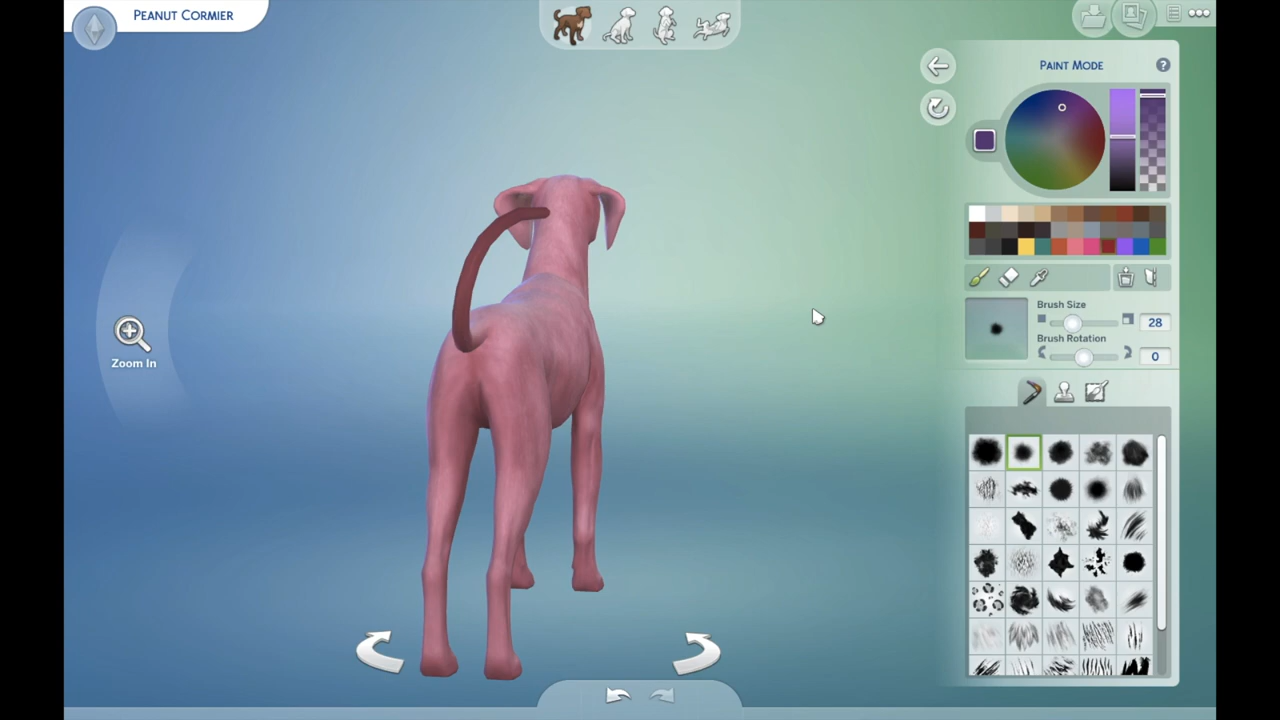 PEANUT CORMIER
PAINT MODE
?
Brush Size
28
Brush Rotation
0
Zoom In